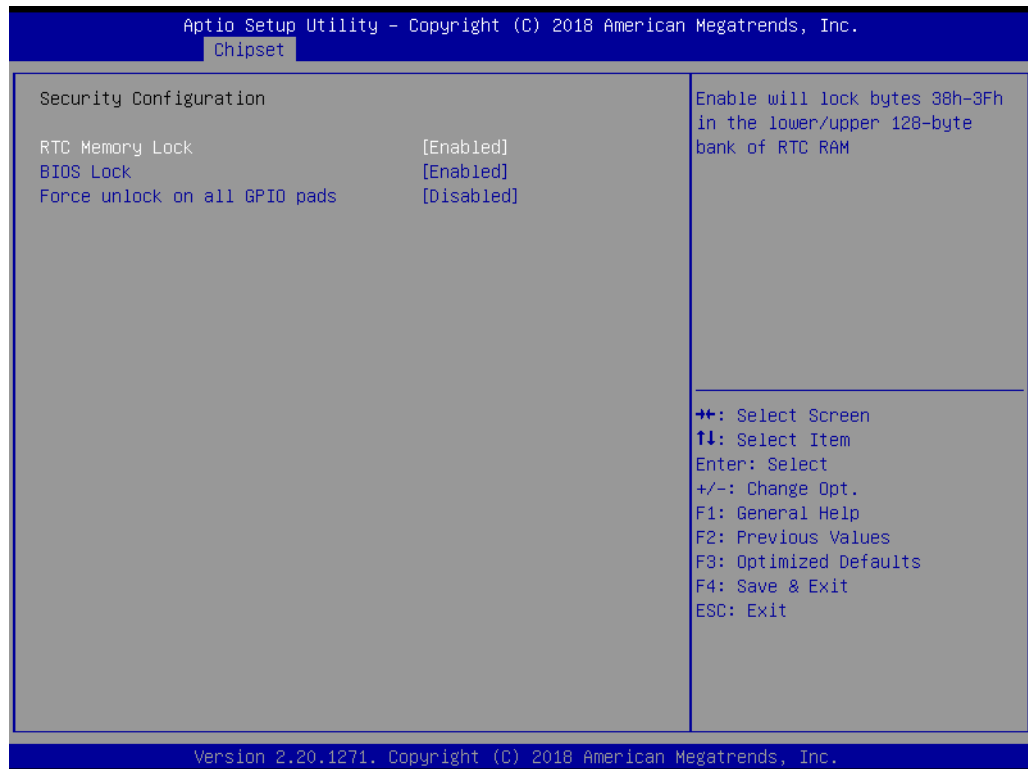 Aptio Setup Utility – Copyright (C) 2018 American Megatrends, Inc.
Chipset
Security Configuration
RTC Memory Lock [Enabled]
BIOS Lock [Enabled]
Force unlock on all GPIO pads [Disabled]
Enable will lock bytes 38h-3Fh
in the lower/upper 128-byte
bank of RTC RAM
→←: Select Screen
↑↓: Select Item
Enter: Select
+/-: Change Opt.
F1: General Help
F2: Previous Values
F3: Optimized Defaults
F4: Save & Exit
ESC: Exit
Version 2.20.1271. Copyright (C) 2018 American Megatrends, Inc.